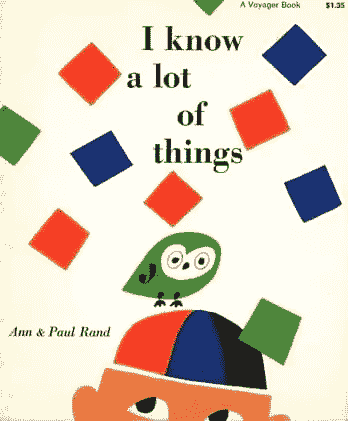 A Voyager Book $1.35
I know
a lot
of
things
Ann & Paul Rand